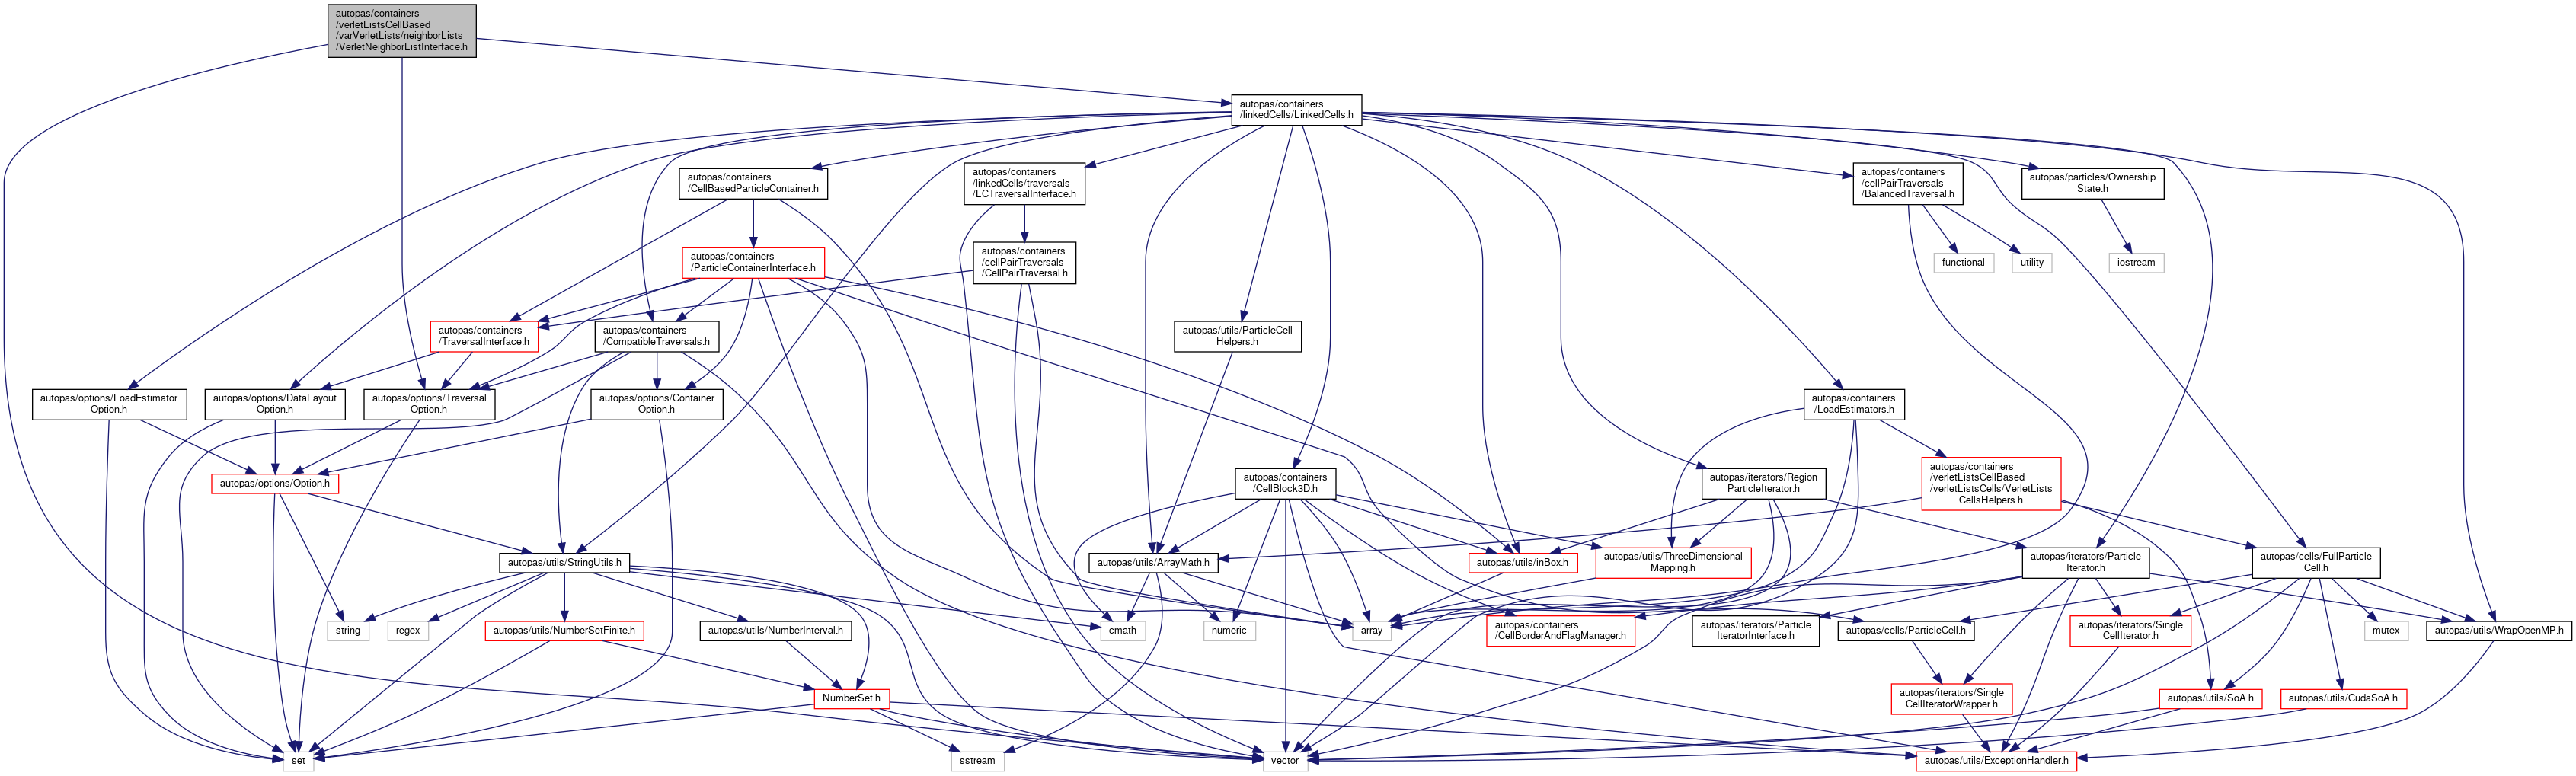 autopas/containers
/verletListsCellBased
/varVerletLists/neighborLists
/VerletNeighborListInterface.h
autopas/containers
/linkedCells/LinkedCells.h
autopas/containers
/CellBasedParticleContainer.h
autopas/containers
/linkedCells/traversals
/LCTraversalInterface.h
autopas/containers
/cellPairTraversals
/BalancedTraversal.h
autopas/particles/Ownership
State.h
autopas/containers
/ParticleContainerInterface.h
autopas/containers
/cellPairTraversals
/CellPairTraversal.h
functional
utility
iostream
autopas/containers
/TraversalInterface.h
autopas/containers
/CompatibleTraversals.h
autopas/utils/ParticleCell
Helpers.h
autopas/options/LoadEstimator
Option.h
autopas/options/DataLayout
Option.h
autopas/options/Traversal
Option.h
autopas/options/Container
Option.h
autopas/containers
/LoadEstimators.h
autopas/options/Option.h
autopas/containers
/CellBlock3D.h
autopas/iterators/Region
ParticleIterator.h
autopas/containers
/verletListsCellBased
/verletListsCells/VerletLists
CellsHelpers.h
autopas/utils/StringUtils.h
autopas/utils/ArrayMath.h
autopas/utils/inBox.h
autopas/utils/ThreeDimensional
Mapping.h
autopas/iterators/Particle
Iterator.h
autopas/cells/FullParticle
Cell.h
string
regex
autopas/utils/NumberSetFinite.h
autopas/utils/NumberInterval.h
cmath
numeric
array
autopas/containers
/CellBorderAndFlagManager.h
autopas/iterators/Particle
IteratorInterface.h
autopas/cells/ParticleCell.h
autopas/iterators/Single
CellIterator.h
mutex
autopas/utils/WrapOpenMP.h
NumberSet.h
autopas/iterators/Single
CellIteratorWrapper.h
autopas/utils/SoA.h
autopas/utils/CudaSoA.h
set
sstream
vector
autopas/utils/ExceptionHandler.h